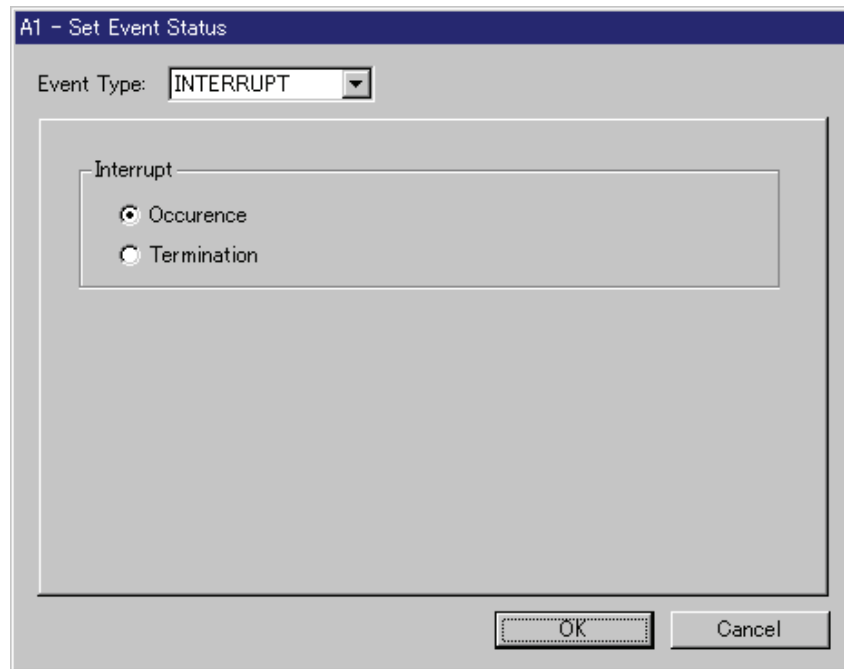 A1 - Set Event Status
Event Type: INTERRUPT
Interrupt
Occurence
Termination
OK Cancel